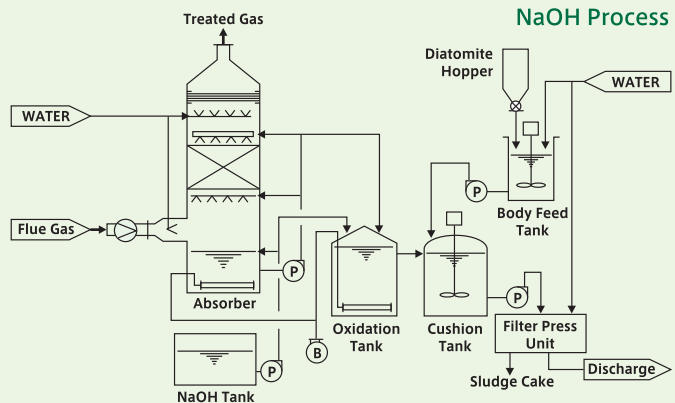 NaOH Process
Treated Gas
Diatomite
Hopper
WATER
WATER
P
Body Feed
Tank
Flue Gas
P
Absorber
P
Oxidation
Tank
Cushion
Tank
Filter Press
Unit
B
P
NaOH Tank
Sludge Cake
Discharge